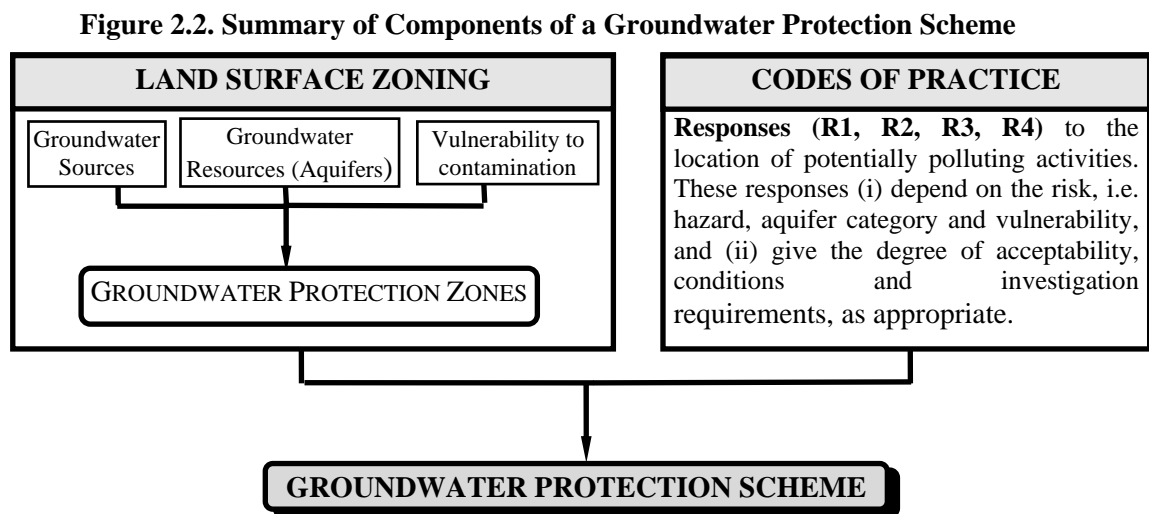 Figure 2.2. Summary of Components of a Groundwater Protection Scheme
LAND SURFACE ZONING
Groundwater
Sources
Groundwater
Resources (Aquifers)
Vulnerability to
contamination
GROUNDWATER PROTECTION ZONES
CODES OF PRACTICE
Responses (R1, R2, R3, R4) to the
location of potentially polluting activities.
These responses (i) depend on the risk, i.e.
hazard, aquifer category and vulnerability,
and (ii) give the degree of acceptability,
conditions and investigation
requirements, as appropriate.
GROUNDWATER PROTECTION SCHEME